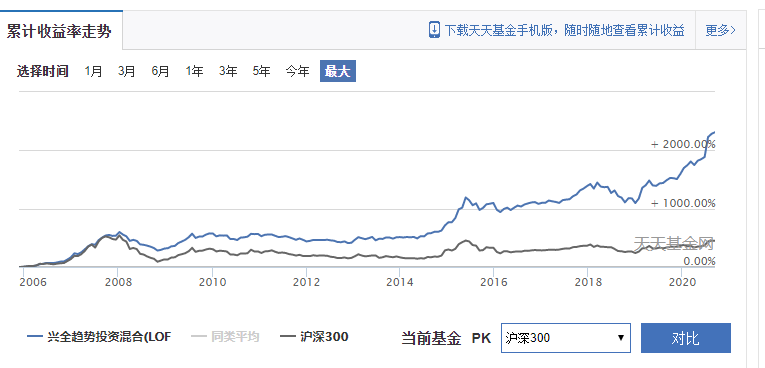 累计收益率走势
下载天天基金手机版，随时随地查看累计收益
更多>
选择时间 1月 3月 6月 1年 3年 5年 今年 最大
+ 2000.00%
+ 1000.00%
天天基金网
0.00%
2006 2008 2010 2012 2014 2016 2018 2020
兴全趋势投资混合(LOF 同类平均 沪深300
当前基金 PK 沪深300 对比